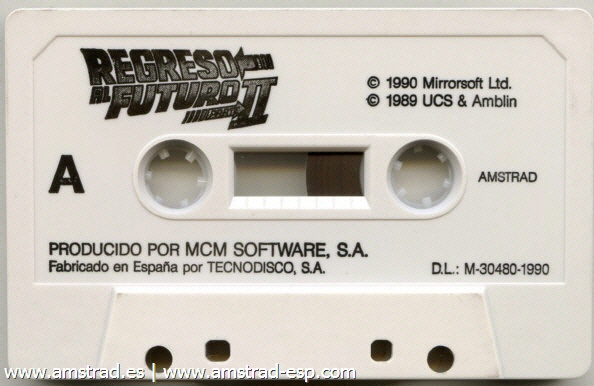 REGRESO
AL FUTURO II
PARTE
© 1990 Mirrorsoft Ltd.
© 1989 UCS & Amblin
A
AMSTRAD
PRODUCIDO POR MCM SOFTWARE, S.A.
Fabricado en España por TECNODISCO, S.A.
D.L.: M-30480-1990
www.amstrad.es | www.amstrad-esp.com